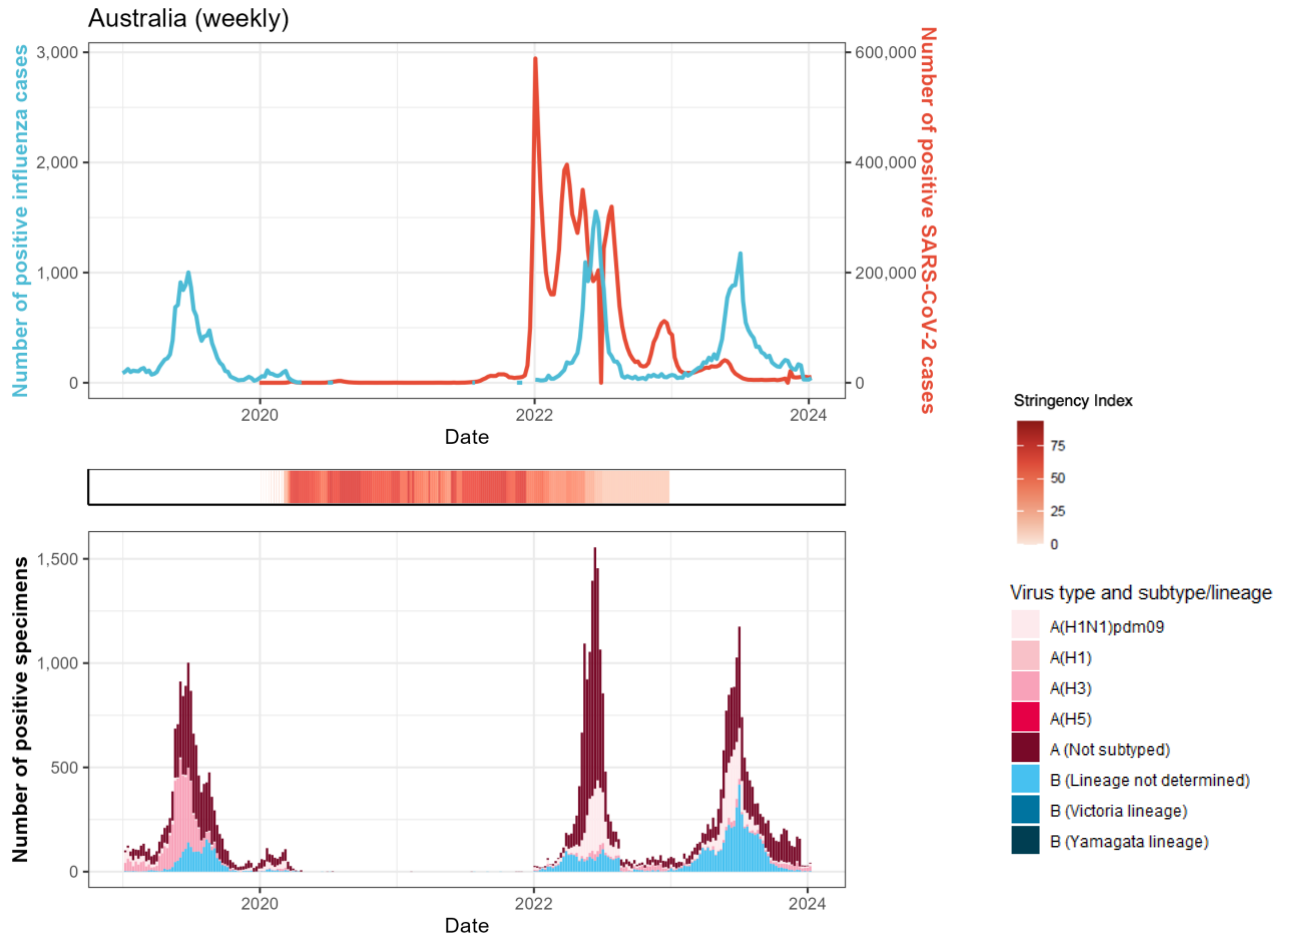 Australia (weekly)
Number of positive influenza cases
3,000
2,000
1,000
0
600,000
400,000
200,000
0
Number of positive SARS-CoV-2 cases
2020
2022
2024
Date
Stringency Index
75
50
25
0
Number of positive specimens
1,500
1,000
500
0
2020
2022
2024
Date
Virus type and subtype/lineage
A(H1N1)pdm09
A(H1)
A(H3)
A(H5)
A (Not subtyped)
B (Lineage not determined)
B (Victoria lineage)
B (Yamagata lineage)